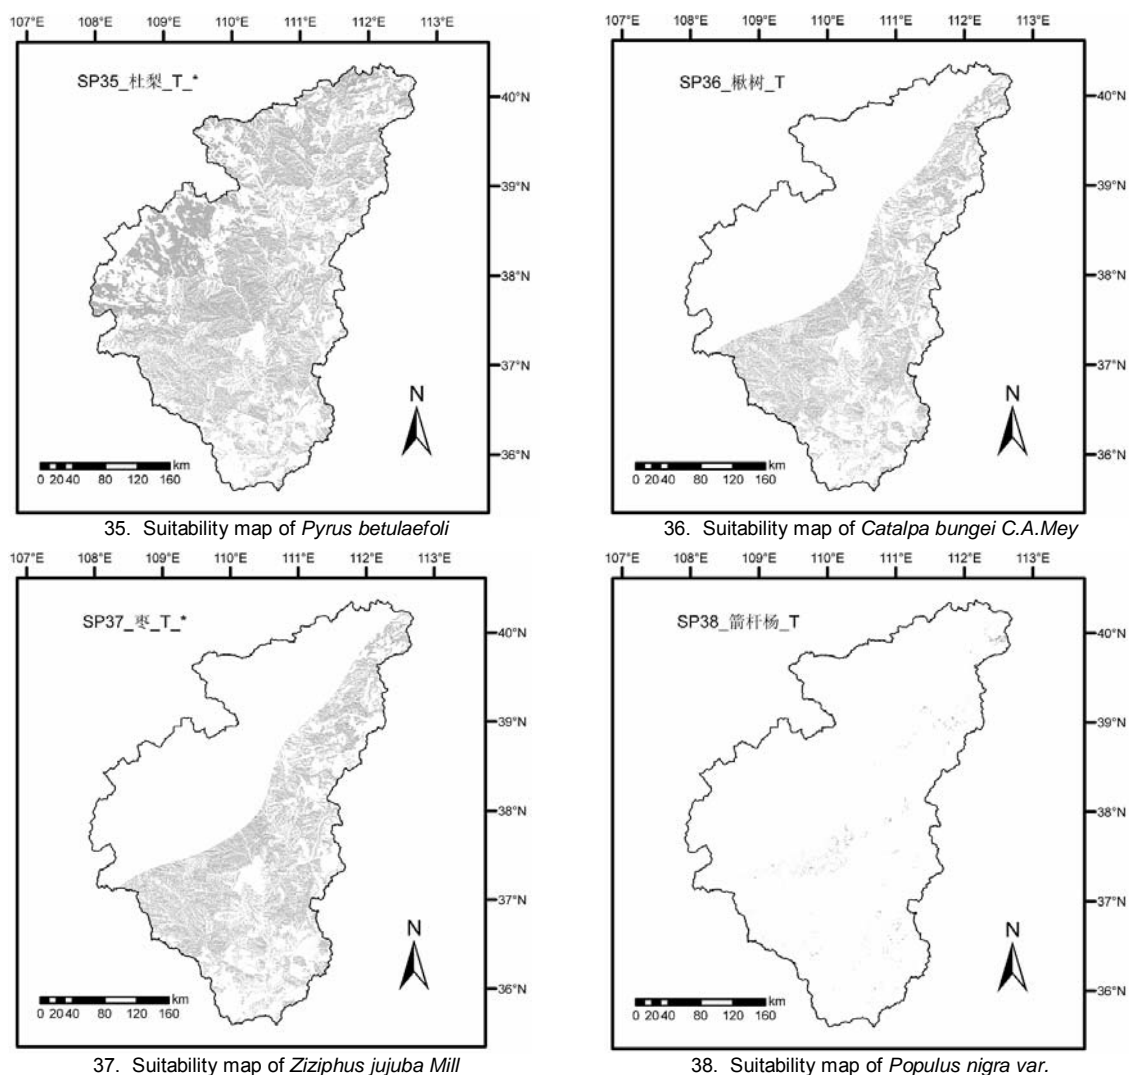 107°E 108°E 109°E 110°E 111°E 112°E 113°E
SP35_杜梨_T_*
40°N
39°N
38°N
37°N
36°N
N
km
0 20 40 80 120 160
35. Suitability map of Pyrus betulaefoli
107°E 108°E 109°E 110°E 111°E 112°E 113°E
SP36_楸树_T
40°N
39°N
38°N
37°N
36°N
N
km
0 20 40 80 120 160
36. Suitability map of Catalpa bungei C.A.Mey
107°E 108°E 109°E 110°E 111°E 112°E 113°E
SP37_枣_T_*
40°N
39°N
38°N
37°N
36°N
N
km
0 20 40 80 120 160
37. Suitability map of Ziziphus jujuba Mill
107°E 108°E 109°E 110°E 111°E 112°E 113°E
SP38_箭杆杨_T
40°N
39°N
38°N
37°N
36°N
N
km
0 20 40 80 120 160
38. Suitability map of Populus nigra var.